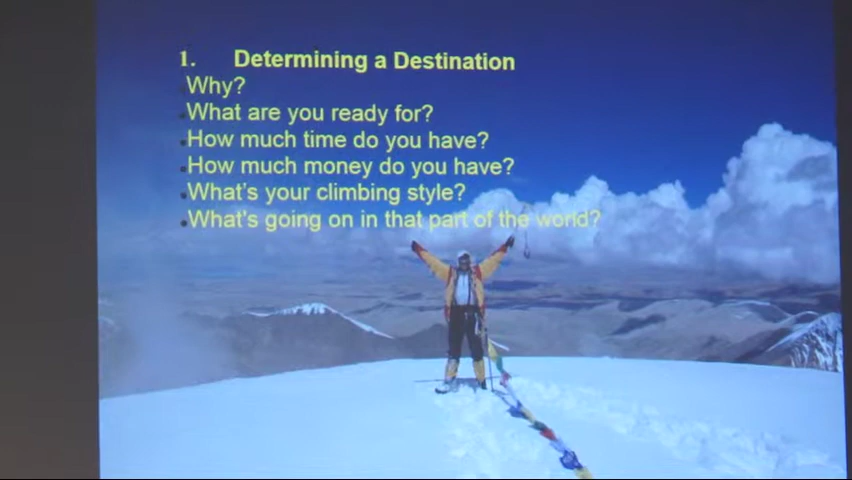 1. Determining a Destination
Why?
What are you ready for?
How much time do you have?
How much money do you have?
What's your climbing style?
What's going on in that part of the world?